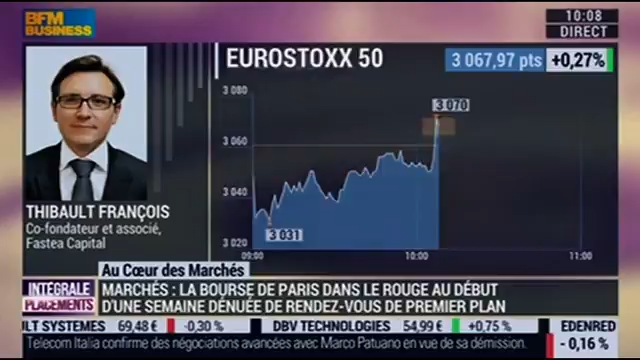 BFM
BUSINESS
10:08
DIRECT
EUROSTOXX 50
3 067,97 pts
+0,27%
3 080
3 070
3 060
3 040
3 031
3 020
09:00
10:00
11:00
THIBAULT FRANÇOIS
Co-fondateur et associé,
Fastea Capital
Au Cœur des Marchés
INTÉGRALE
PLACEMENTS
MARCHÉS : LA BOURSE DE PARIS DANS LE ROUGE AU DÉBUT
D'UNE SEMAINE DÉNUÉE DE RENDEZ-VOUS DE PREMIER PLAN
ULT SYSTEMES 69,48 € -0,30 % DBV TECHNOLOGIES 54,99 € +0,75 % EDENRED
Telecom Italia confirme des négociations avancées avec Marco Patuano en vue de sa démission. -0,16 %